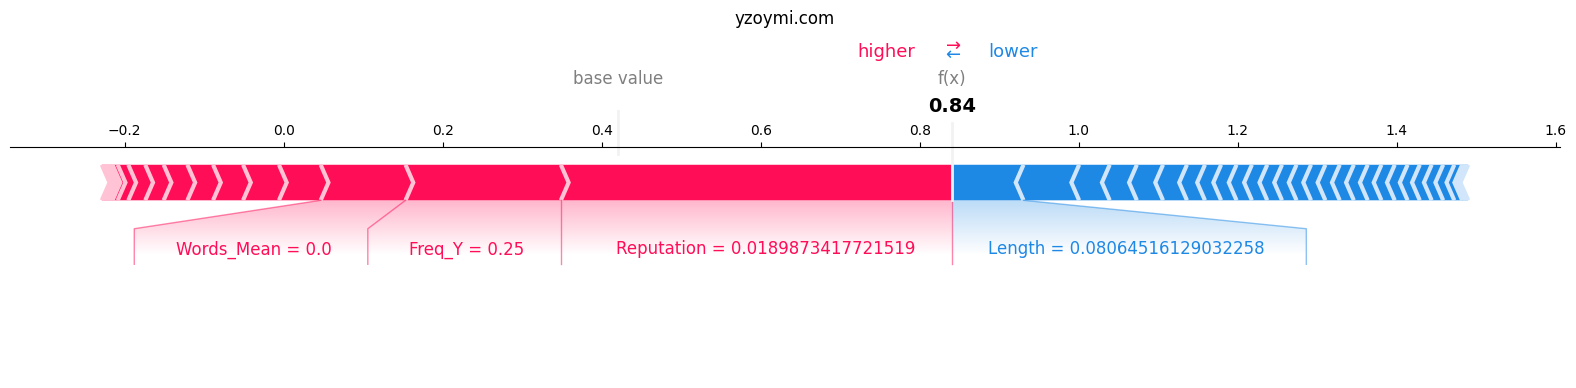 yzoymi.com
higher ⇄ lower
base value f(x)
0.84
−0.2 0.0 0.2 0.4 0.6 0.8 1.0 1.2 1.4 1.6
Words_Mean = 0.0 Freq_Y = 0.25 Reputation = 0.0189873417721519 Length = 0.08064516129032258